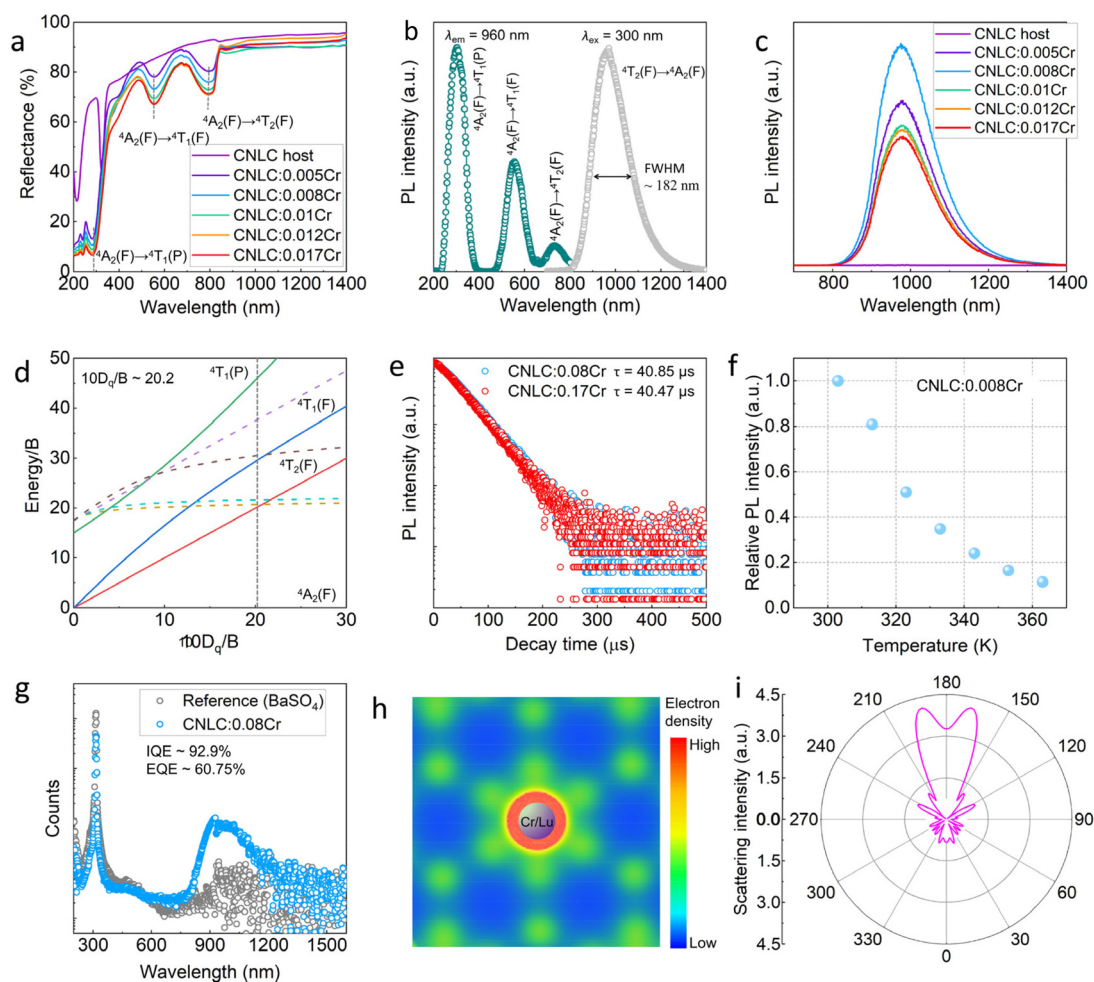 a
Reflectance (%)
100
80
60
40
20
0
⁴A₂(F)→⁴T₂(F)
⁴A₂(F)→⁴T₁(F)
⁴A₂(F)→⁴T₁(P)
CNLC host
CNLC:0.005Cr
CNLC:0.008Cr
CNLC:0.01Cr
CNLC:0.012Cr
CNLC:0.017Cr
200 400 600 800 1000 1200 1400
Wavelength (nm)
b
PL intensity (a.u.)
λem = 960 nm
λex = 300 nm
⁴A₂(F)→⁴T₁(P)
⁴A₂(F)→⁴T₁(F)
⁴A₂(F)→⁴T₂(F)
⁴T₂(F)→⁴A₂(F)
FWHM
~ 182 nm
200 400 600 800 1000 1200 1400
Wavelength (nm)
c
PL intensity (a.u.)
CNLC host
CNLC:0.005Cr
CNLC:0.008Cr
CNLC:0.01Cr
CNLC:0.012Cr
CNLC:0.017Cr
800 1000 1200 1400
Wavelength (nm)
d
Energy/B
50
40
30
20
10
0
10Dq/B ~ 20.2
⁴T₁(P)
⁴T₁(F)
⁴T₂(F)
⁴A₂(F)
0 10 20 30
10Dq/B
e
PL intensity (a.u.)
CNLC:0.08Cr τ = 40.85 μs
CNLC:0.17Cr τ = 40.47 μs
0 100 200 300 400 500
Decay time (μs)
f
Relative PL intensity (a.u.)
1.0
0.8
0.6
0.4
0.2
0.0
CNLC:0.008Cr
300 320 340 360
Temperature (K)
g
Counts
Reference (BaSO₄)
CNLC:0.08Cr
IQE ~ 92.9%
EQE ~ 60.75%
300 600 900 1200 1500
Wavelength (nm)
h
Cr/Lu
Electron
density
High
Low
i
Scattering intensity (a.u.)
4.5
3.0
1.5
0.0
1.5
3.0
4.5
180
150
120
90
60
30
0
330
300
270
240
210